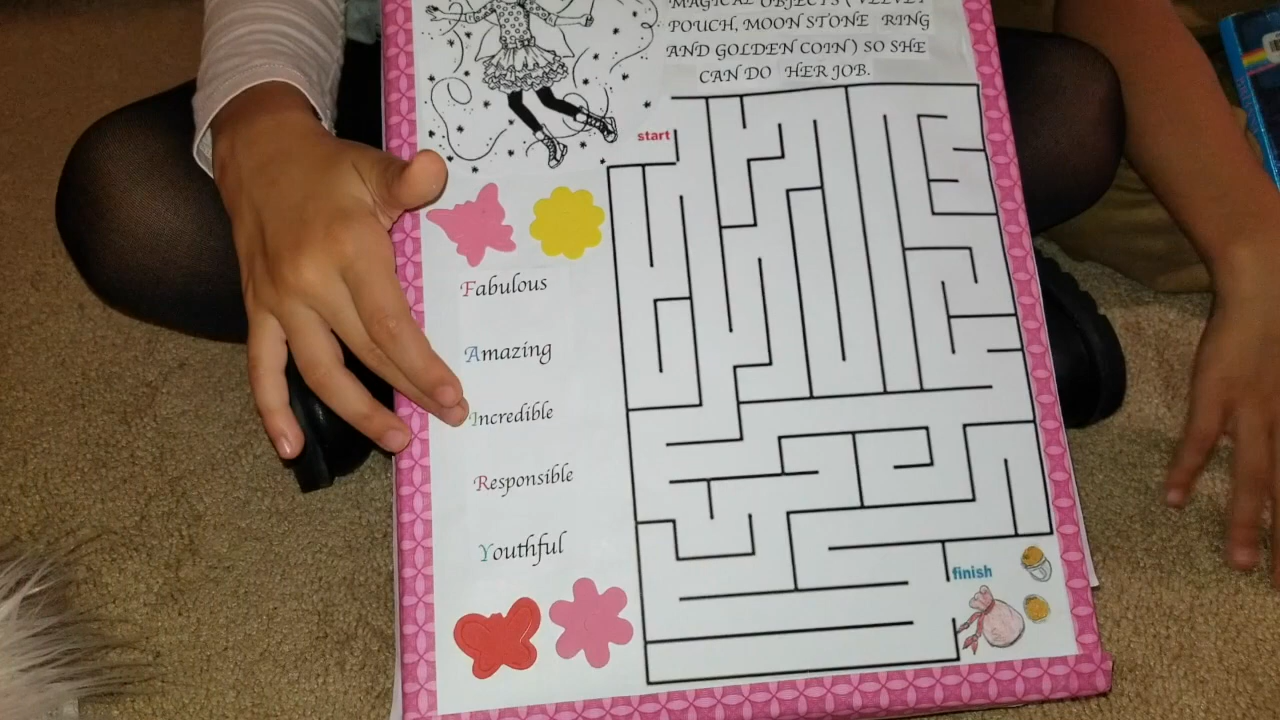 MAGICAL OBJECTS ( VELVET
POUCH, MOON STONE RING
AND GOLDEN COIN) SO SHE
CAN DO HER JOB.
start
Fabulous
Amazing
Incredible
Responsible
Youthful
finish